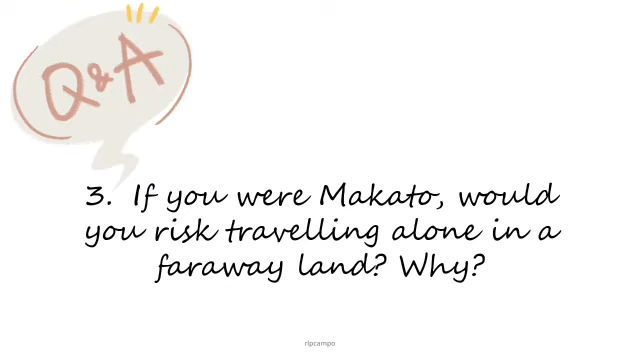 Q&A
3. If you were Makato, would
you risk travelling alone in a
faraway land? Why?
rlpcampo